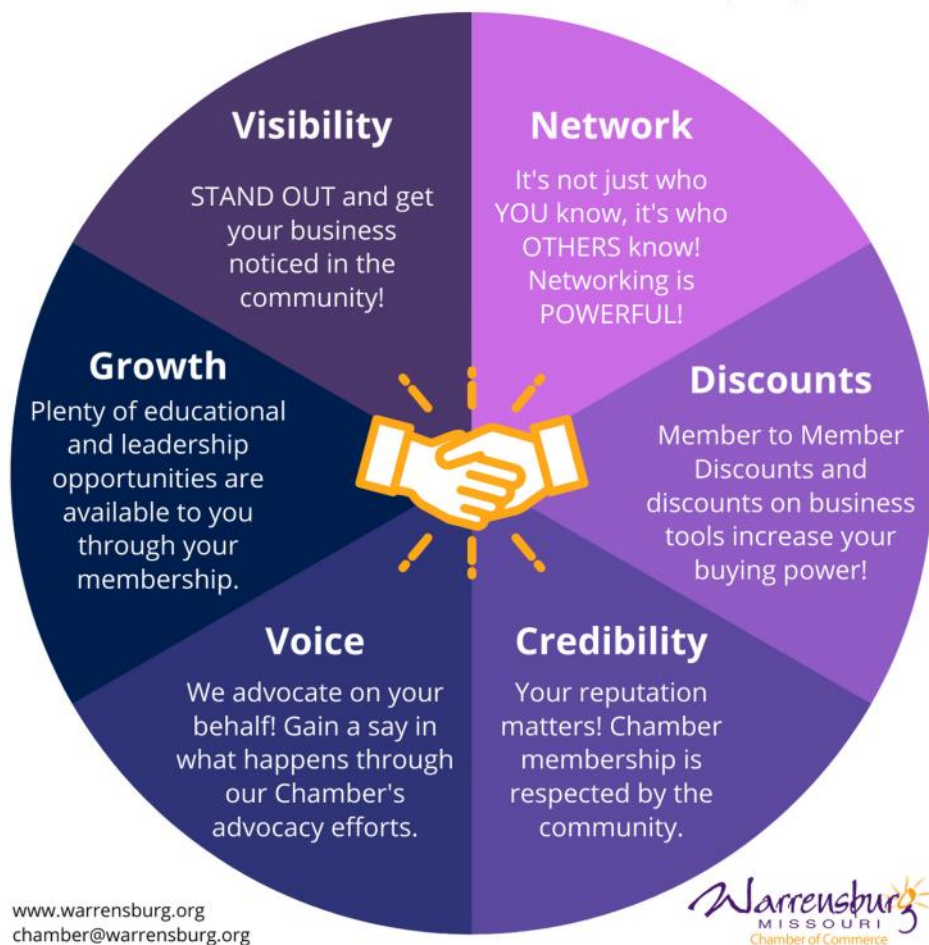 Visibility
STAND OUT and get
your business
noticed in the
community!
Network
It's not just who
YOU know, it's who
OTHERS know!
Networking is
POWERFUL!
Growth
Plenty of educational
and leadership
opportunities are
available to you
through your
membership.
Discounts
Member to Member
Discounts and
discounts on business
tools increase your
buying power!
Voice
We advocate on your
behalf! Gain a say in
what happens through
our Chamber's
advocacy efforts.
Credibility
Your reputation
matters! Chamber
membership is
respected by the
community.
www.warrensburg.org
chamber@warrensburg.org
Warrensburg
MISSOURI
Chamber of Commerce